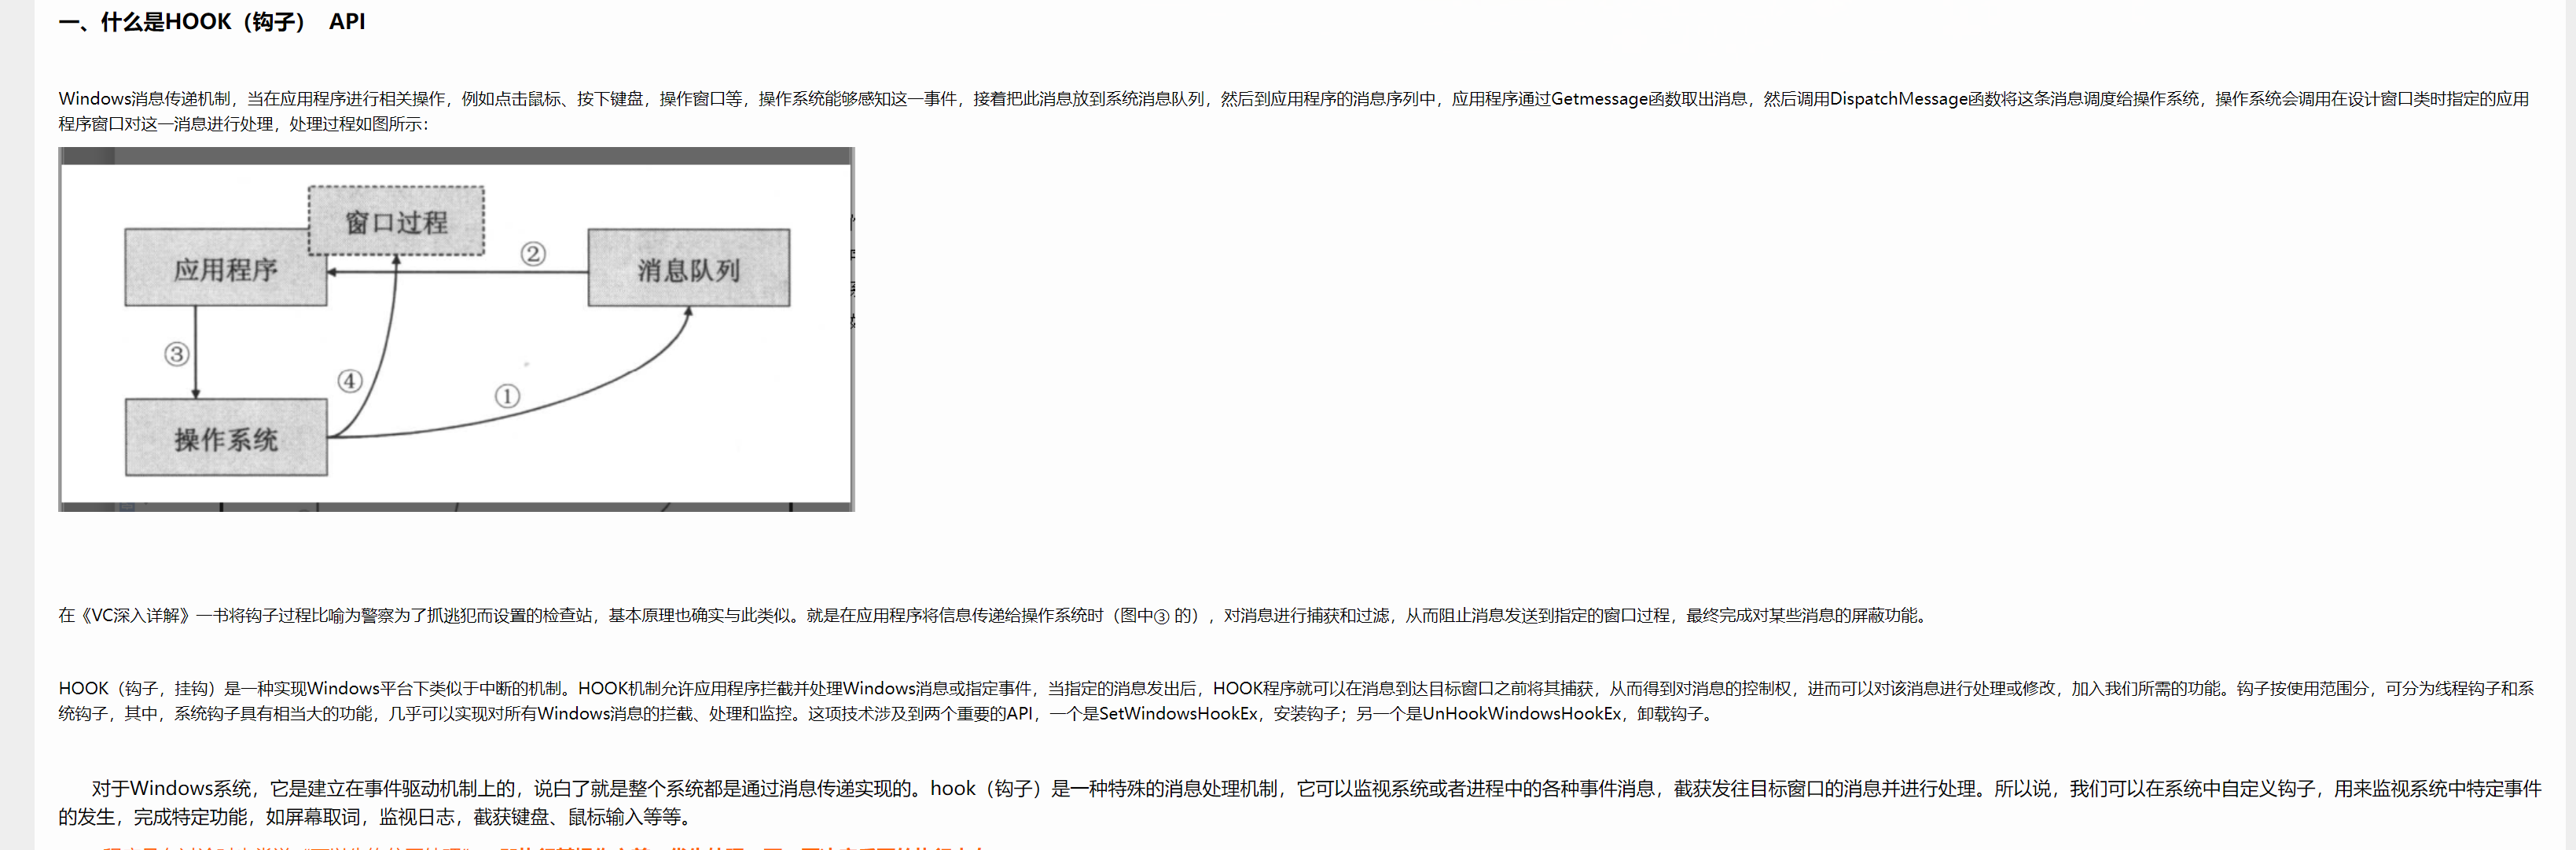 一、什么是HOOK（钩子） API
Windows消息传递机制，当在应用程序进行相关操作，例如点击鼠标、按下键盘，操作窗口等，操作系统能够感知这一事件，接着把此消息放到系统消息队列，然后到应用程序的消息序列中，应用程序通过Getmessage函数取出消息，然后调用DispatchMessage函数将这条消息调度给操作系统，操作系统会调用在设计窗口类时指定的应用
程序窗口对这一消息进行处理，处理过程如图所示：
窗口过程
应用程序
②
消息队列
③
④
①
操作系统
在《VC深入详解》一书将钩子过程比喻为警察为了抓逃犯而设置的检查站，基本原理也确实与此类似。就是在应用程序将信息传递给操作系统时（图中③ 的），对消息进行捕获和过滤，从而阻止消息发送到指定的窗口过程，最终完成对某些消息的屏蔽功能。
HOOK（钩子，挂钩）是一种实现Windows平台下类似于中断的机制。HOOK机制允许应用程序拦截并处理Windows消息或指定事件，当指定的消息发出后，HOOK程序就可以在消息到达目标窗口之前将其捕获，从而得到对消息的控制权，进而可以对该消息进行处理或修改，加入我们所需的功能。钩子按使用范围分，可分为线程钩子和系
统钩子，其中，系统钩子具有相当大的功能，几乎可以实现对所有Windows消息的拦截、处理和监控。这项技术涉及到两个重要的API，一个是SetWindowsHookEx，安装钩子；另一个是UnHookWindowsHookEx，卸载钩子。
对于Windows系统，它是建立在事件驱动机制上的，说白了就是整个系统都是通过消息传递实现的。hook（钩子）是一种特殊的消息处理机制，它可以监视系统或者进程中的各种事件消息，截获发往目标窗口的消息并进行处理。所以说，我们可以在系统中自定义钩子，用来监视系统中特定事件
的发生，完成特定功能，如屏幕取词，监视日志，截获键盘、鼠标输入等等。